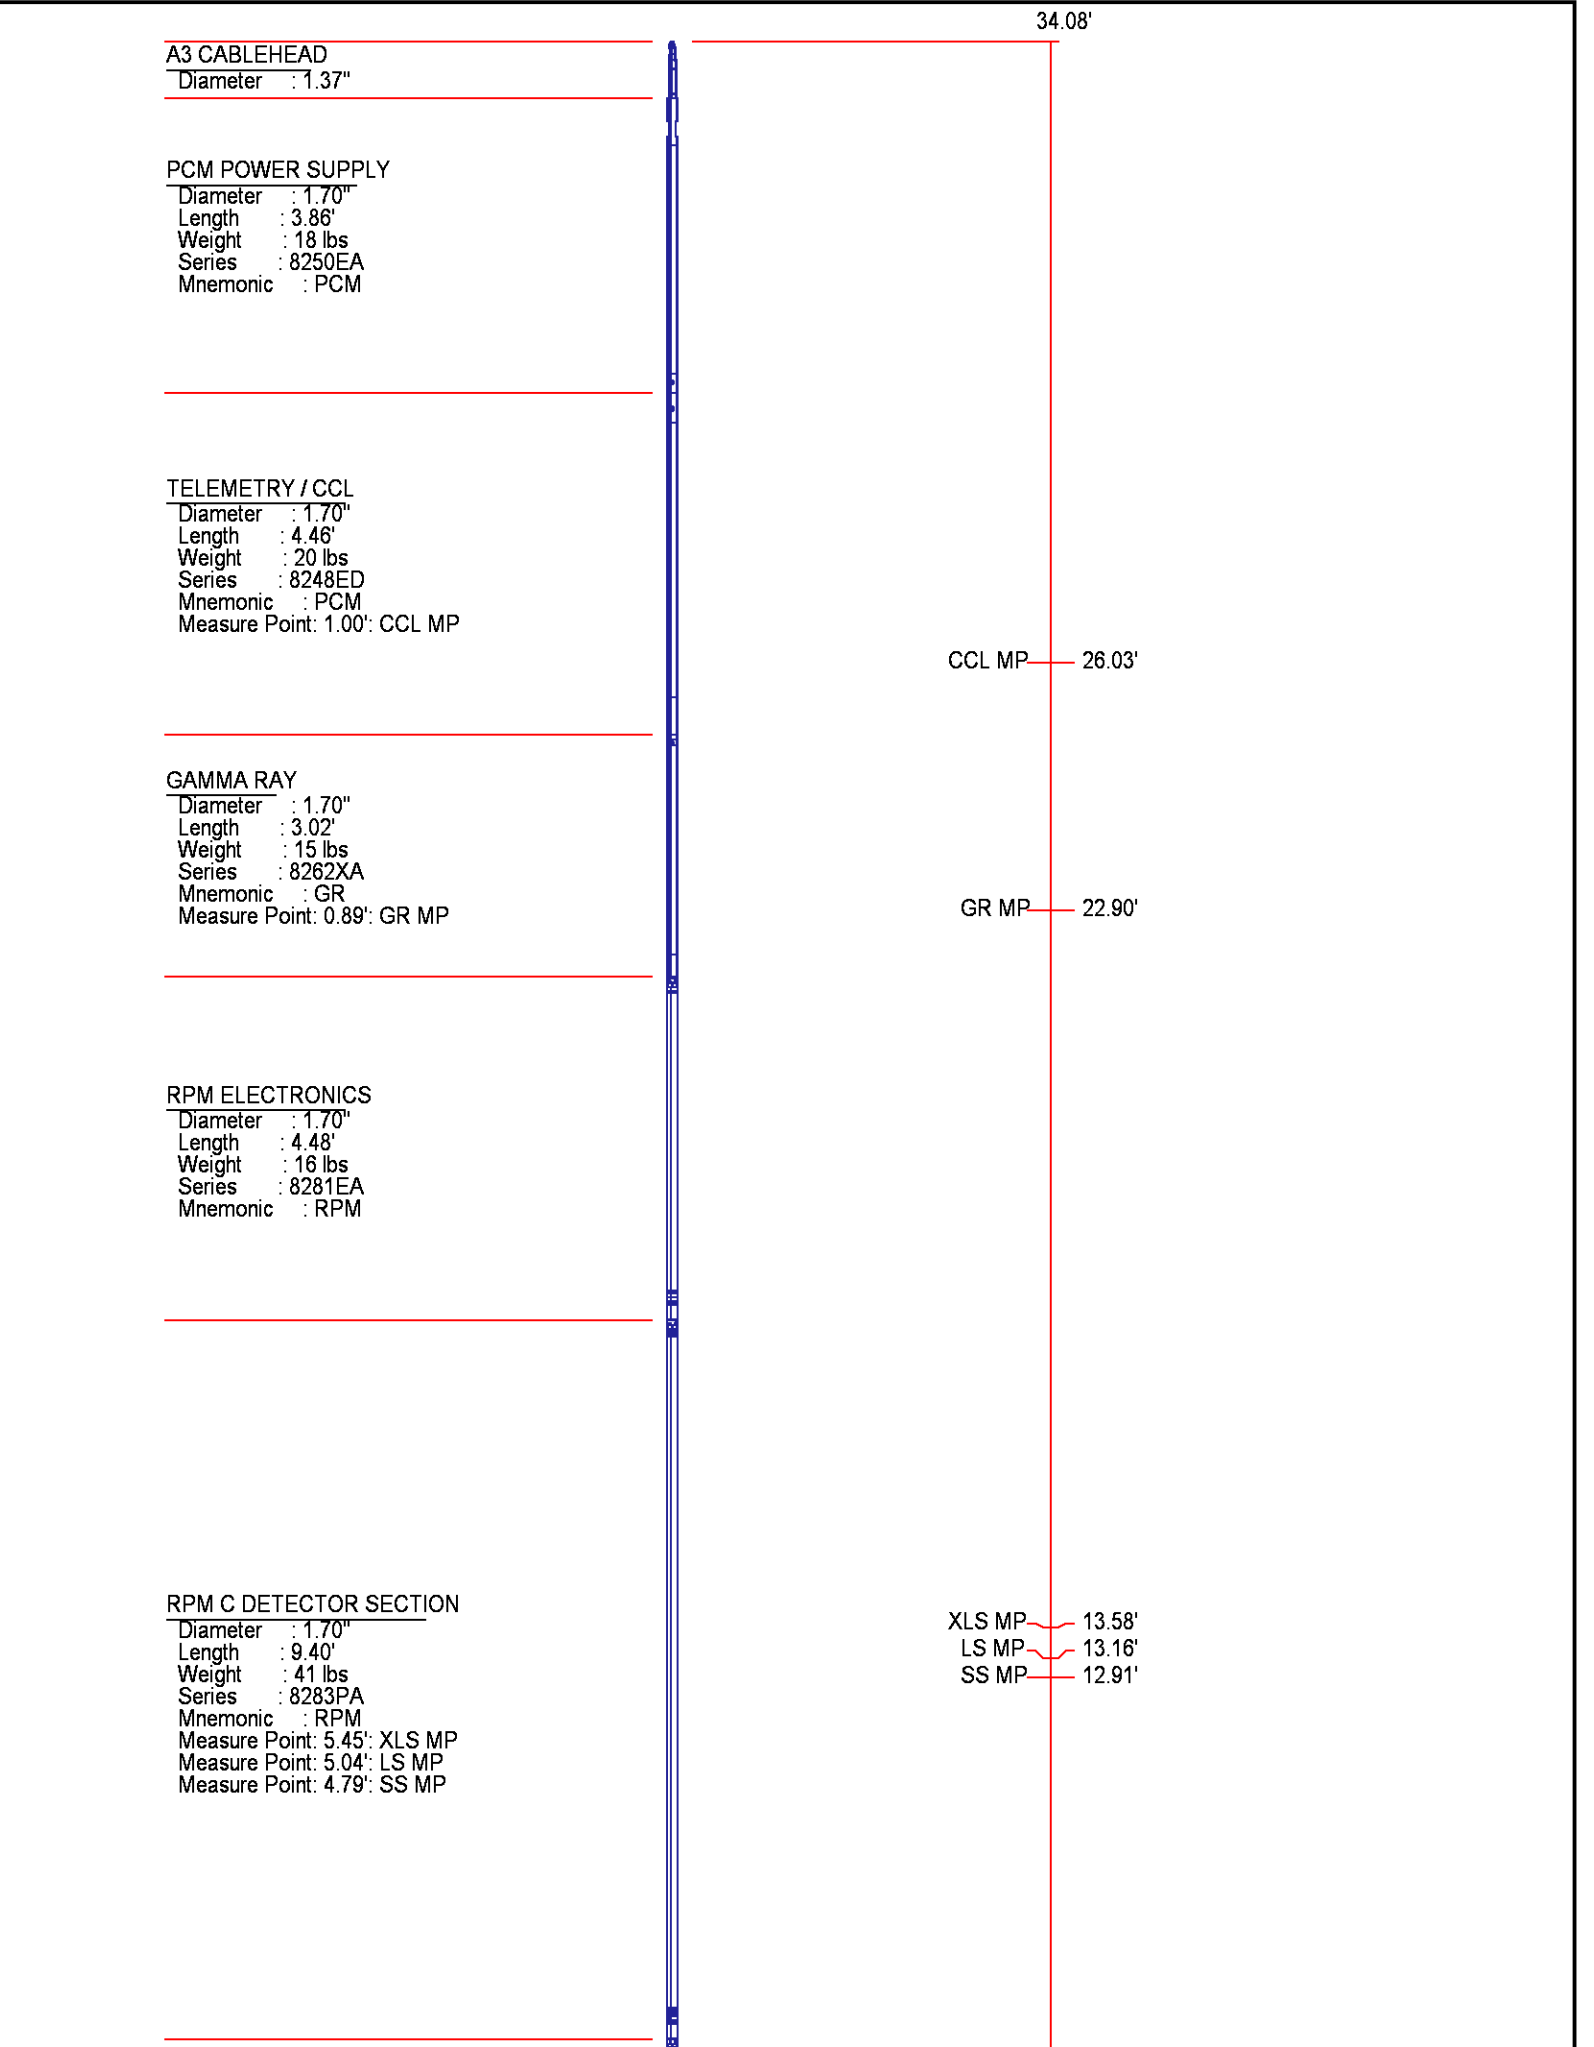 34.08'
A3 CABLEHEAD
Diameter : 1.37"
PCM POWER SUPPLY
Diameter : 1.70"
Length : 3.86'
Weight : 18 lbs
Series : 8250EA
Mnemonic : PCM
TELEMETRY / CCL
Diameter : 1.70"
Length : 4.46'
Weight : 20 lbs
Series : 8248ED
Mnemonic : PCM
Measure Point: 1.00': CCL MP
CCL MP 26.03'
GAMMA RAY
Diameter : 1.70"
Length : 3.02'
Weight : 15 lbs
Series : 8262XA
Mnemonic : GR
Measure Point: 0.89': GR MP
GR MP 22.90'
RPM ELECTRONICS
Diameter : 1.70"
Length : 4.48'
Weight : 16 lbs
Series : 8281EA
Mnemonic : RPM
RPM C DETECTOR SECTION
Diameter : 1.70"
Length : 9.40'
Weight : 41 lbs
Series : 8283PA
Mnemonic : RPM
Measure Point: 5.45': XLS MP
Measure Point: 5.04': LS MP
Measure Point: 4.79': SS MP
XLS MP 13.58'
LS MP 13.16'
SS MP 12.91'